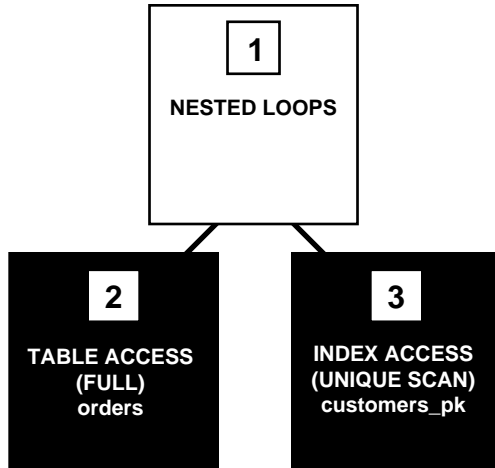 1
NESTED LOOPS
2
TABLE ACCESS
(FULL)
orders
3
INDEX ACCESS
(UNIQUE SCAN)
customers_pk